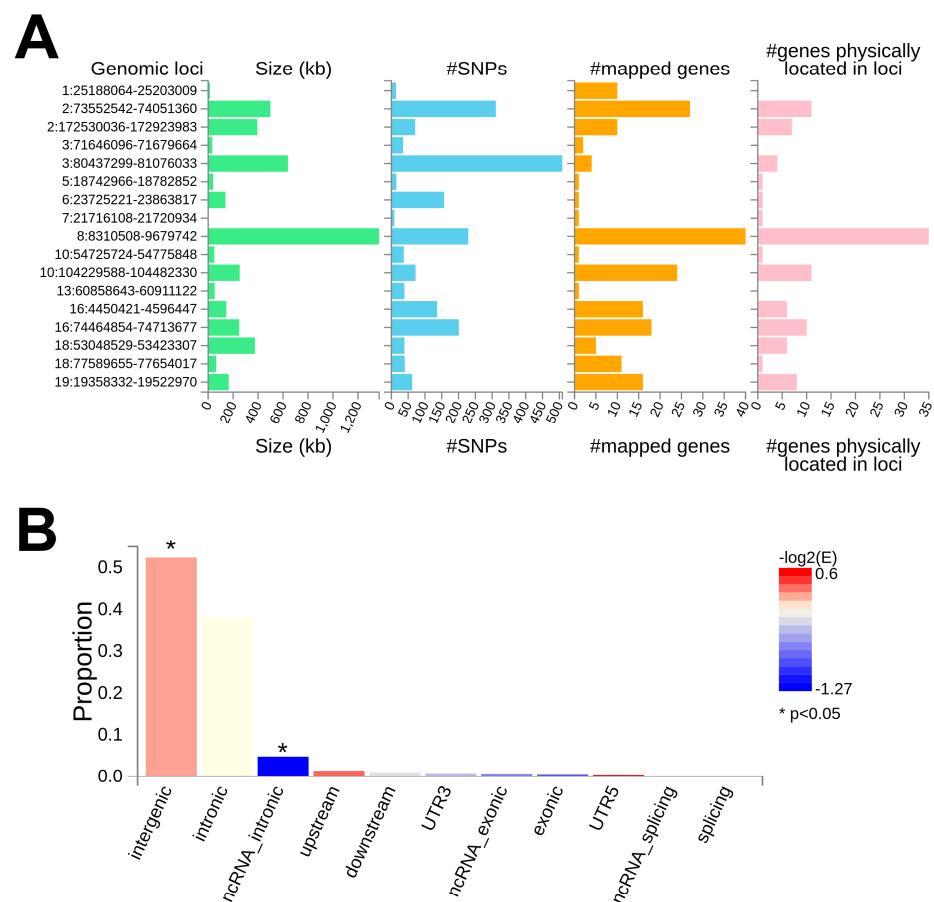 A
#genes physically
Genomic loci Size (kb) #SNPs #mapped genes located in loci
1:25188064-25203009
2:73552542-74051360
2:172530036-172923983
3:71646096-71679664
3:80437299-81076033
5:18742966-18782852
6:23725221-23863817
7:21716108-21720934
8:8310508-9679742
10:54725724-54775848
10:104229588-104482330
13:60858643-60911122
16:4450421-4596447
16:74464854-74713677
18:53048529-53423307
18:77589655-77654017
19:19358332-19522970
0 200 400 600 800 1,000 1,200 0 50 100 150 200 250 300 350 400 450 500 0 5 10 15 20 25 30 35 40 0 5 10 15 20 25 30 35
Size (kb) #SNPs #mapped genes #genes physically
located in loci
B
Proportion
0.5
0.4
0.3
0.2
0.1
0.0
*
*
intergenic intronic ncRNA_intronic upstream downstream UTR3 ncRNA_exonic exonic UTR5 ncRNA_splicing splicing
-log2(E)
0.6
-1.27
* p<0.05